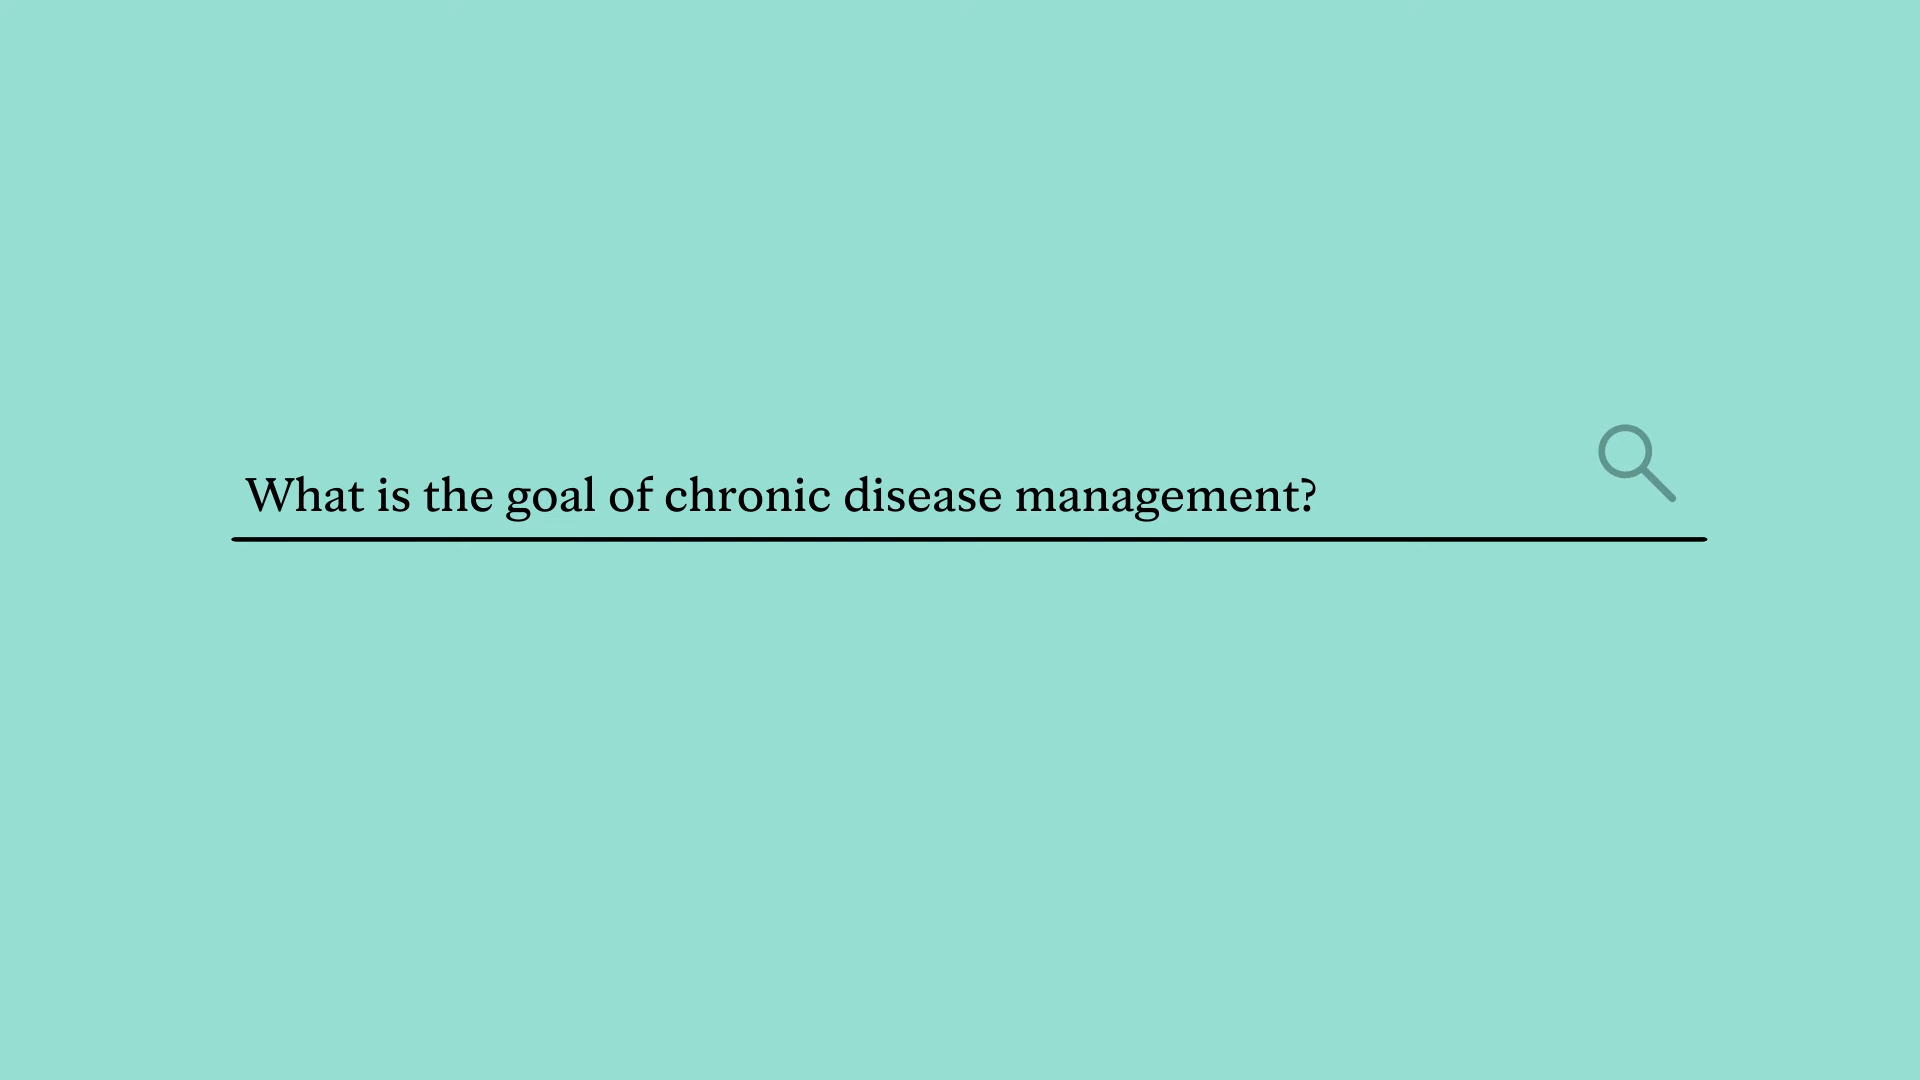 What is the goal of chronic disease management?